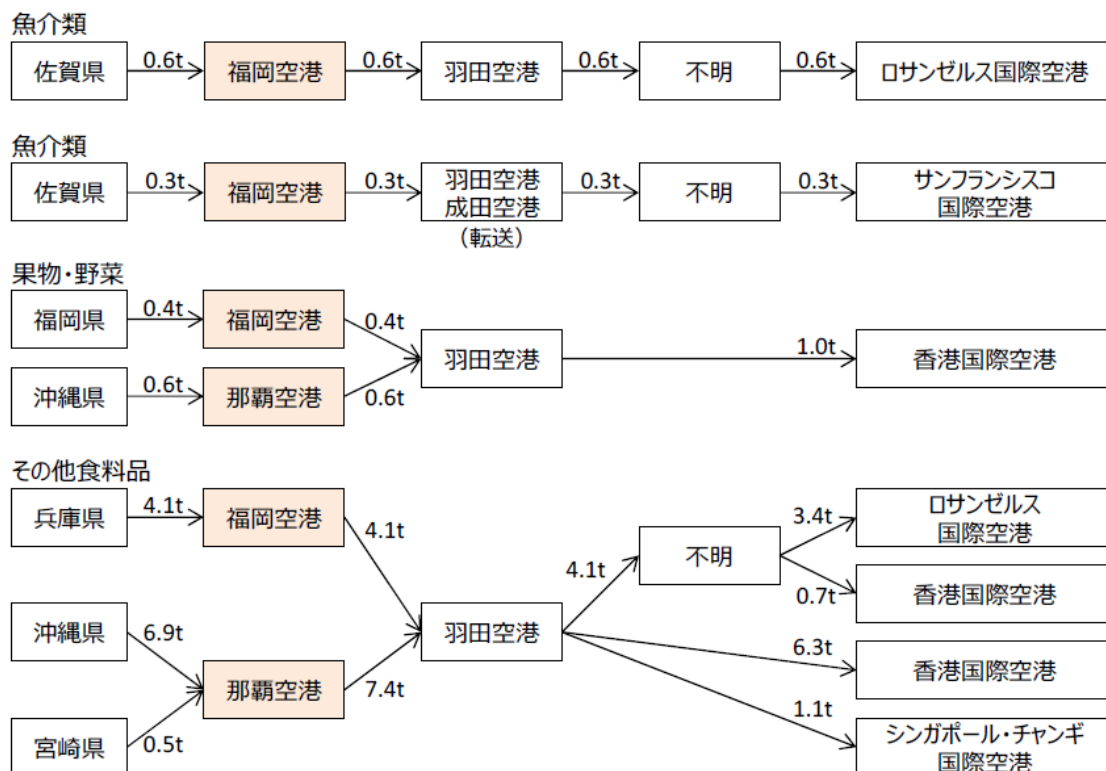 魚介類
佐賀県
0.6t
福岡空港
0.6t
羽田空港
0.6t
不明
0.6t
ロサンゼルス国際空港
魚介類
佐賀県
0.3t
福岡空港
0.3t
羽田空港
成田空港
（転送）
0.3t
不明
0.3t
サンフランシスコ
国際空港
果物・野菜
福岡県
0.4t
福岡空港
0.4t
沖縄県
0.6t
那覇空港
0.6t
羽田空港
1.0t
香港国際空港
その他食料品
兵庫県
4.1t
福岡空港
4.1t
沖縄県
6.9t
宮崎県
0.5t
那覇空港
7.4t
羽田空港
4.1t
不明
3.4t
ロサンゼルス
国際空港
0.7t
香港国際空港
6.3t
香港国際空港
1.1t
シンガポール・チャンギ
国際空港